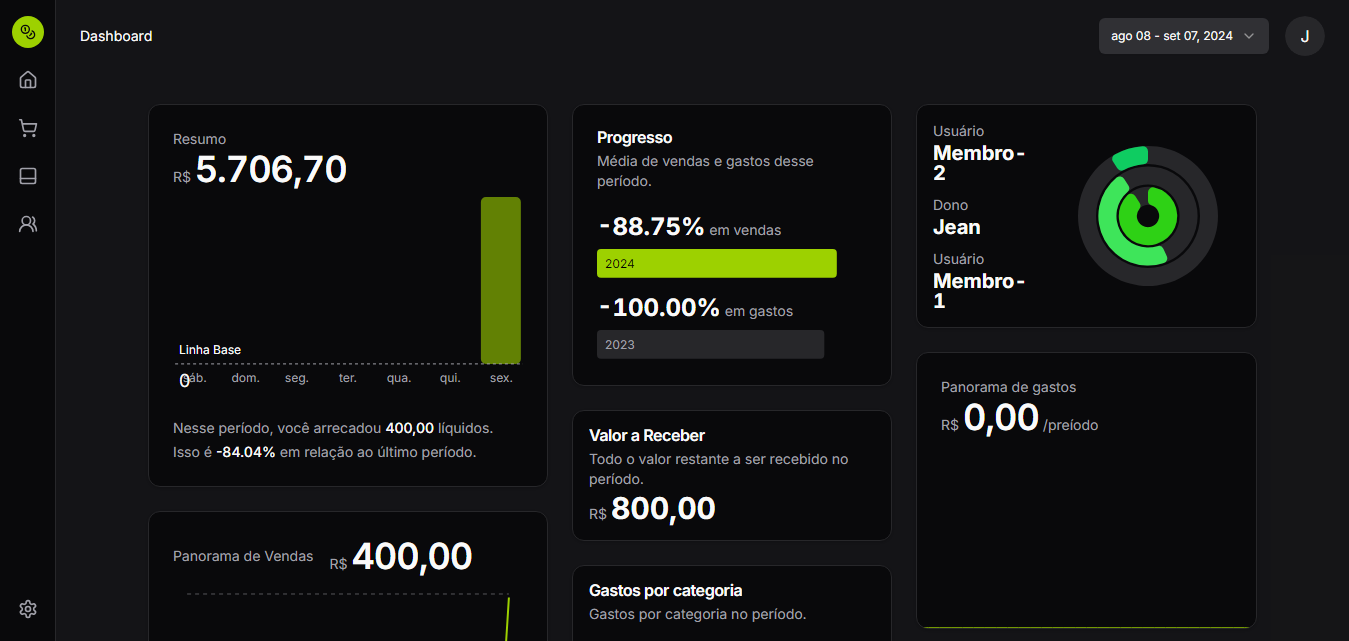 Dashboard
ago 08 - set 07, 2024
J
Resumo
R$ 5.706,70
Linha Base
0
sáb. dom. seg. ter. qua. qui. sex.
Nesse período, você arrecadou 400,00 líquidos.
Isso é -84.04% em relação ao último período.
Panorama de Vendas R$ 400,00
Progresso
Média de vendas e gastos desse
período.
-88.75% em vendas
2024
-100.00% em gastos
2023
Valor a Receber
Todo o valor restante a ser recebido no
período.
R$ 800,00
Gastos por categoria
Gastos por categoria no período.
Usuário
Membro-
2
Dono
Jean
Usuário
Membro-
1
Panorama de gastos
R$ 0,00 /preíodo